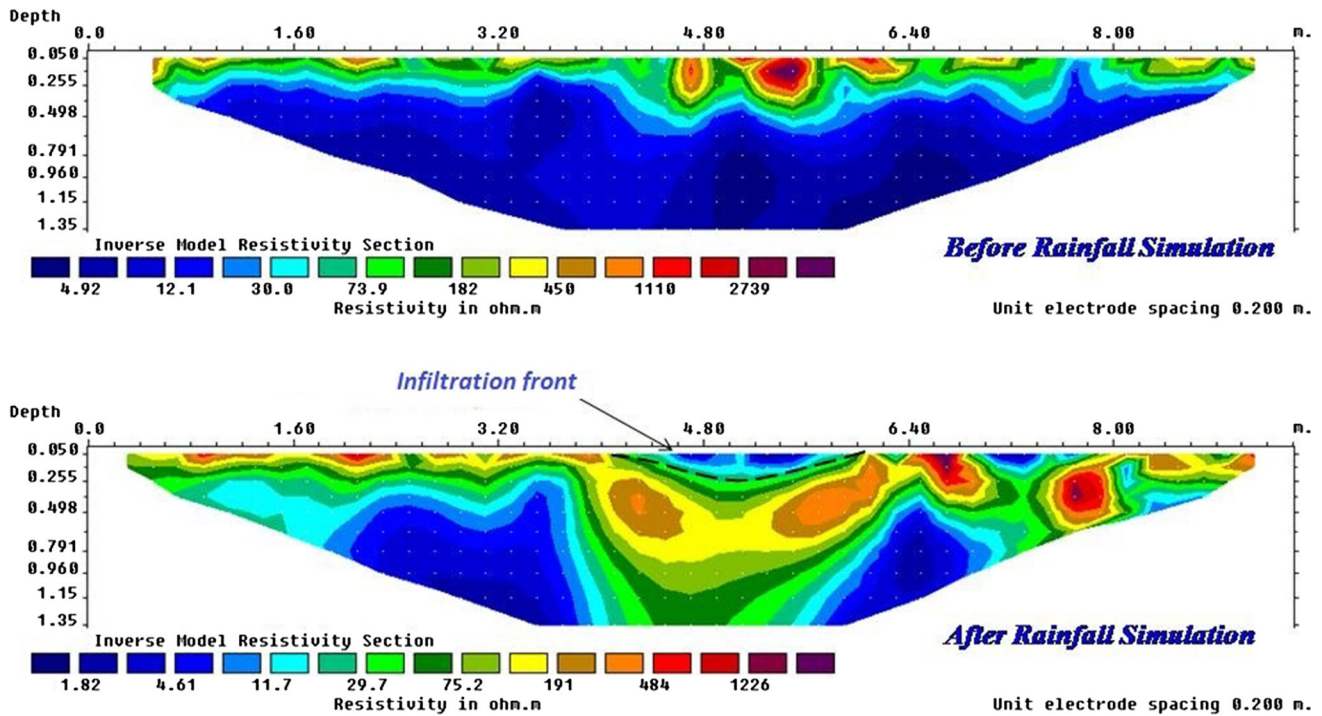 Depth
0.0 1.60 3.20 4.80 6.40 8.00 m.
0.050
0.255
0.498
0.791
0.960
1.15
1.35
Inverse Model Resistivity Section
Before Rainfall Simulation
4.92 12.1 30.0 73.9 182 450 1110 2739
Resistivity in ohm.m
Unit electrode spacing 0.200 m.
Infiltration front
Depth
0.0 1.60 3.20 4.80 6.40 8.00 m.
0.050
0.255
0.498
0.791
0.960
1.15
1.35
Inverse Model Resistivity Section
After Rainfall Simulation
1.82 4.61 11.7 29.7 75.2 191 484 1226
Resistivity in ohm.m
Unit electrode spacing 0.200 m.